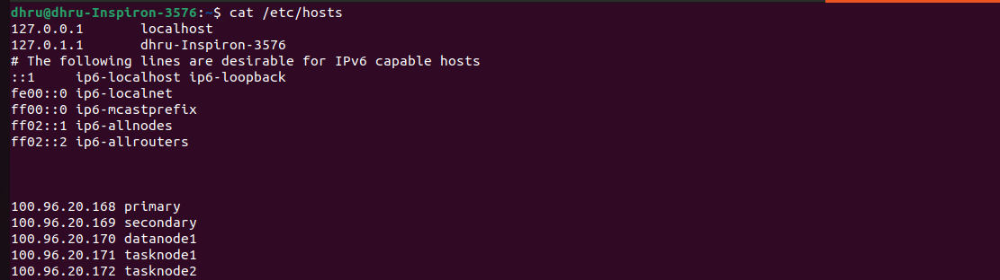 dhru@dhru-Inspiron-3576:~$ cat /etc/hosts
127.0.0.1       localhost
127.0.1.1       dhru-Inspiron-3576
# The following lines are desirable for IPv6 capable hosts
::1     ip6-localhost ip6-loopback
fe00::0 ip6-localnet
ff00::0 ip6-mcastprefix
ff02::1 ip6-allnodes
ff02::2 ip6-allrouters
100.96.20.168 primary
100.96.20.169 secondary
100.96.20.170 datanode1
100.96.20.171 tasknode1
100.96.20.172 tasknode2